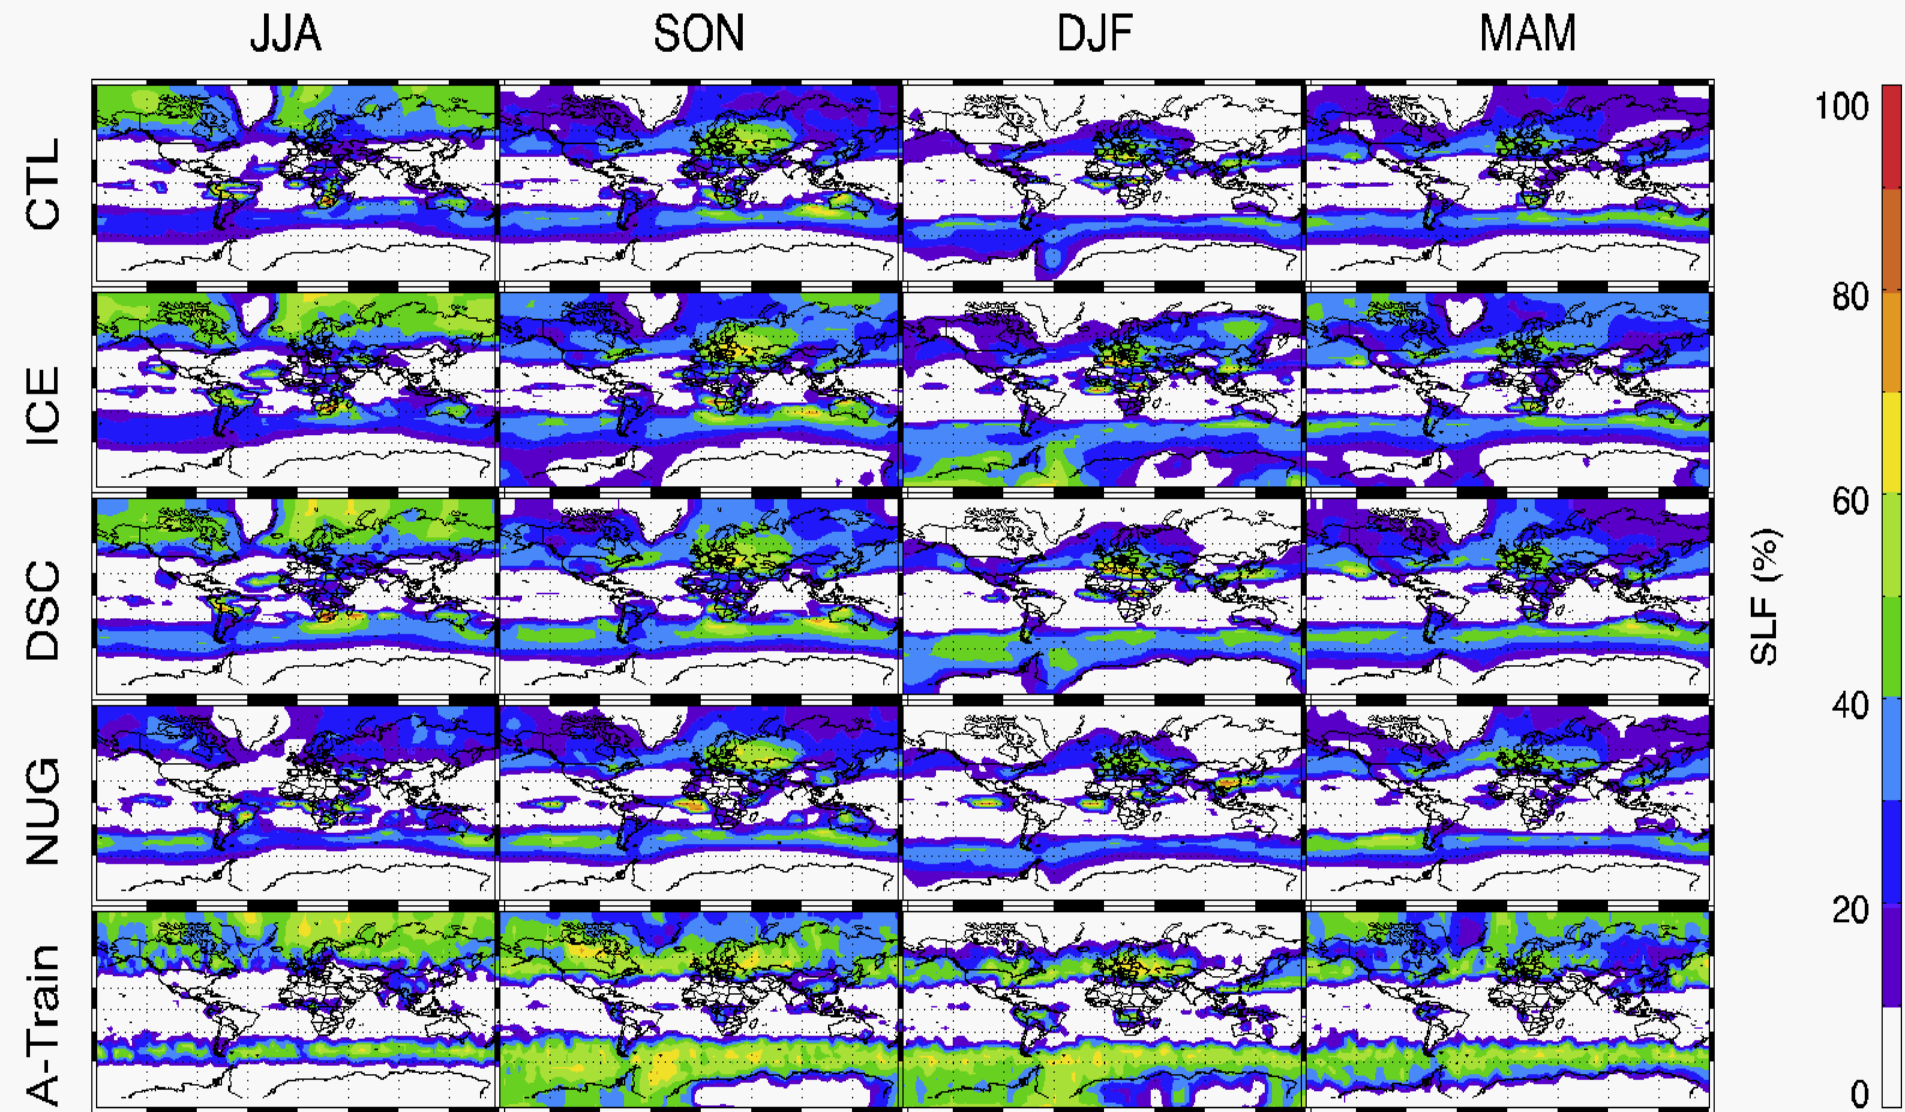 JJA SON DJF MAM
CTL
ICE
DSC
NUG
A-Train
100
80
60
40
20
0
SLF (%)